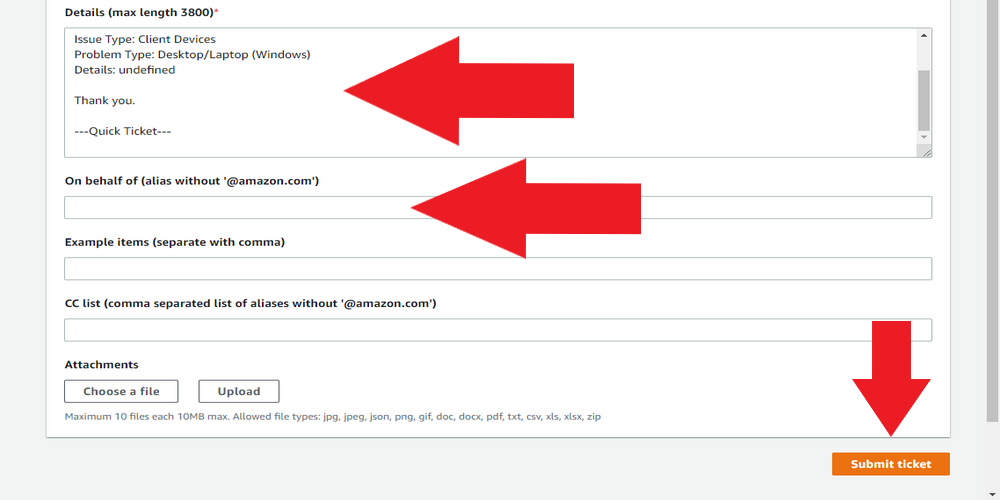 Details (max length 3800)*
Issue Type: Client Devices
Problem Type: Desktop/Laptop (Windows)
Details: undefined
Thank you.
---Quick Ticket---
On behalf of (alias without '@amazon.com')
Example items (separate with comma)
CC list (comma separated list of aliases without '@amazon.com')
Attachments
Choose a file Upload
Maximum 10 files each 10MB max. Allowed file types: jpg, jpeg, json, png, gif, doc, docx, pdf, txt, csv, xls, xlsx, zip
Submit ticket